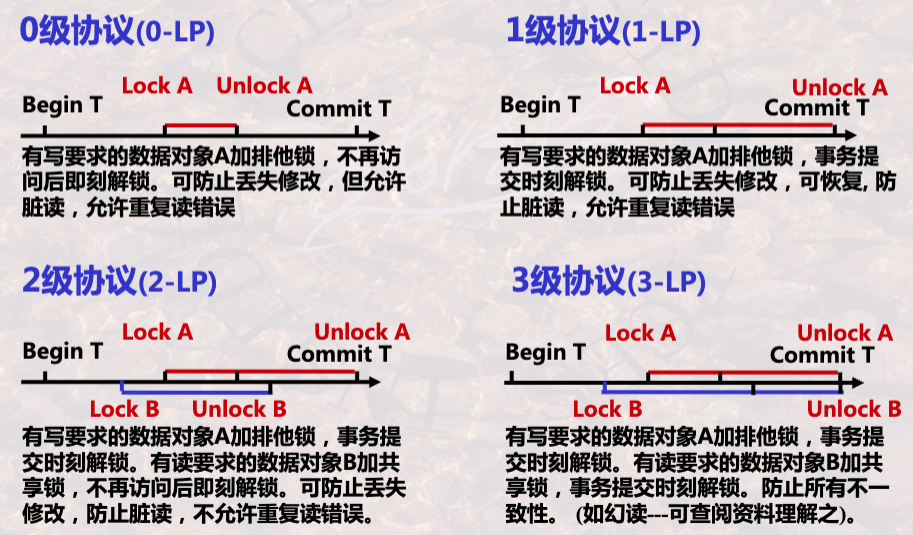 0级协议(0-LP)
Lock A Unlock A
Begin T Commit T
有写要求的数据对象A加排他锁，不再访
问后即刻解锁。可防止丢失修改，但允许
脏读，允许重复读错误
1级协议(1-LP)
Lock A Unlock A
Begin T Commit T
有写要求的数据对象A加排他锁，事务提
交时刻解锁。可防止丢失修改，可恢复, 防
止脏读，允许重复读错误
2级协议(2-LP)
Lock A Unlock A
Begin T Commit T
Lock B Unlock B
有写要求的数据对象A加排他锁，事务提
交时刻解锁。有读要求的数据对象B加共
享锁，不再访问后即刻解锁。可防止丢失
修改，防止脏读，不允许重复读错误。
3级协议(3-LP)
Lock A Unlock A
Begin T Commit T
Lock B Unlock B
有写要求的数据对象A加排他锁，事务提
交时刻解锁。有读要求的数据对象B加共
享锁，事务提交时刻解锁。防止所有不一
致性。 (如幻读---可查阅资料理解之)。